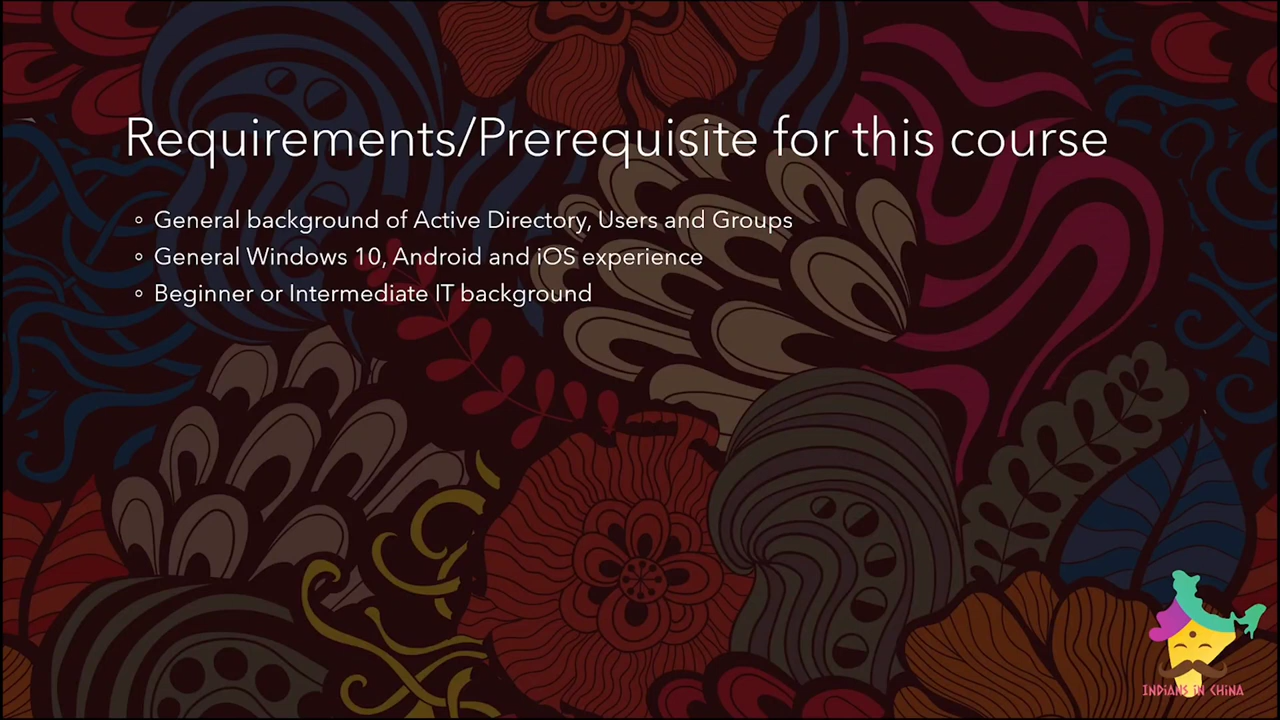 Requirements/Prerequisite for this course
General background of Active Directory, Users and Groups
General Windows 10, Android and iOS experience
Beginner or Intermediate IT background
INDIANS IN CHINA